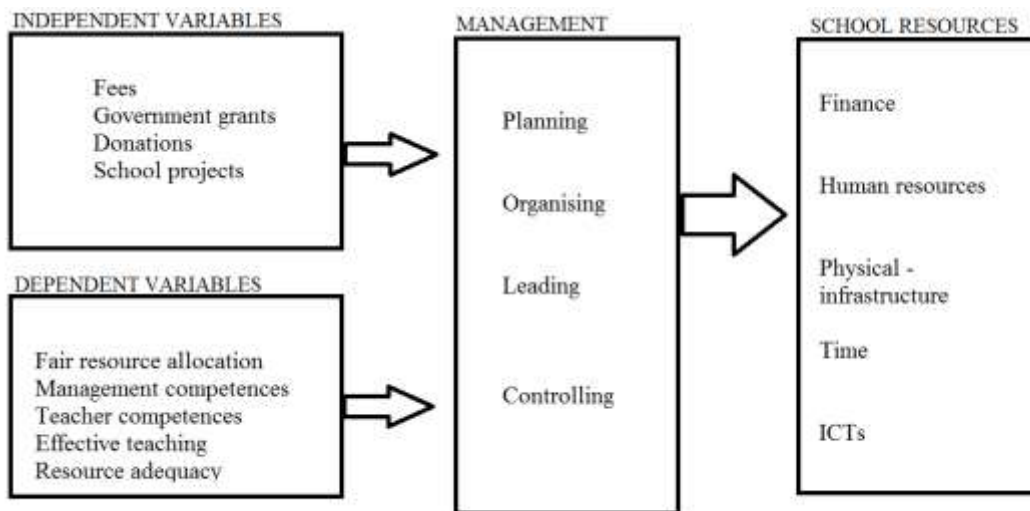 INDEPENDENT VARIABLES
Fees
Government grants
Donations
School projects
DEPENDENT VARIABLES
Fair resource allocation
Management competences
Teacher competences
Effective teaching
Resource adequacy
MANAGEMENT
Planning
Organising
Leading
Controlling
SCHOOL RESOURCES
Finance
Human resources
Physical -
infrastructure
Time
ICTs